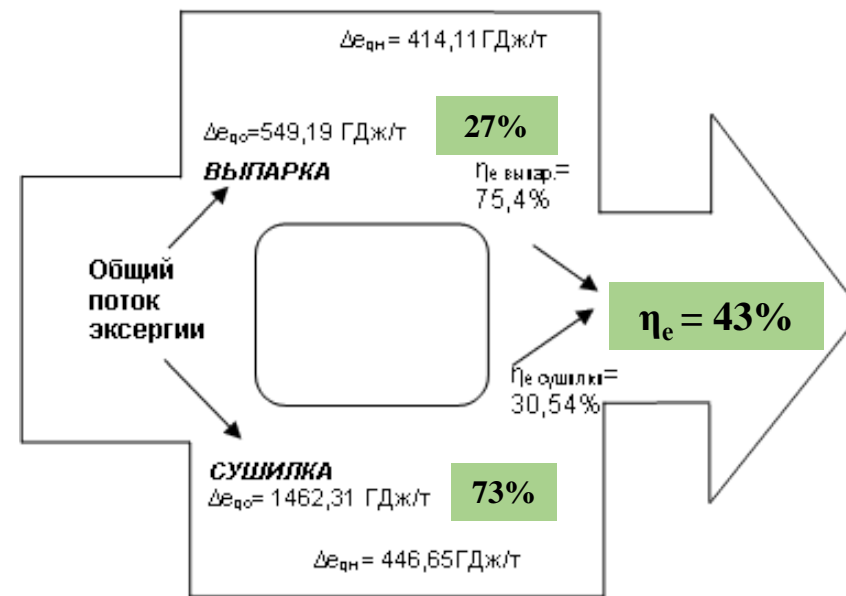 Δeqн = 414,11 ГДж/т
Δeqо=549,19 ГДж/т 27%
ВЫПАРКА
ηе выпар.=
75,4%
Общий
поток
эксергии
ηe = 43%
ηе сушилки=
30,54%
СУШИЛКА
Δeqо= 1462,31 ГДж/т 73%
Δeqн = 446,65ГДж/т